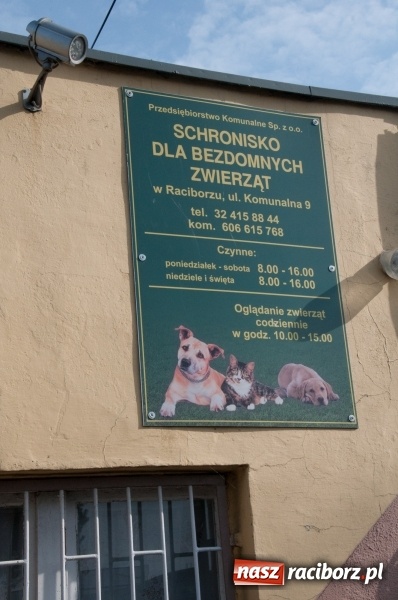 Przedsiębiorstwo Komunalne Sp. z o.o.
SCHRONISKO
DLA BEZDOMNYCH
ZWIERZĄT
w Raciborzu, ul. Komunalna 9
tel. 32 415 88 44
kom. 606 615 768
Czynne:
poniedziałek - sobota 8.00 - 16.00
niedziele i święta 8.00 - 16.00
Oglądanie zwierząt
codziennie
w godz. 10.00 - 15.00
nasz raciborz.pl